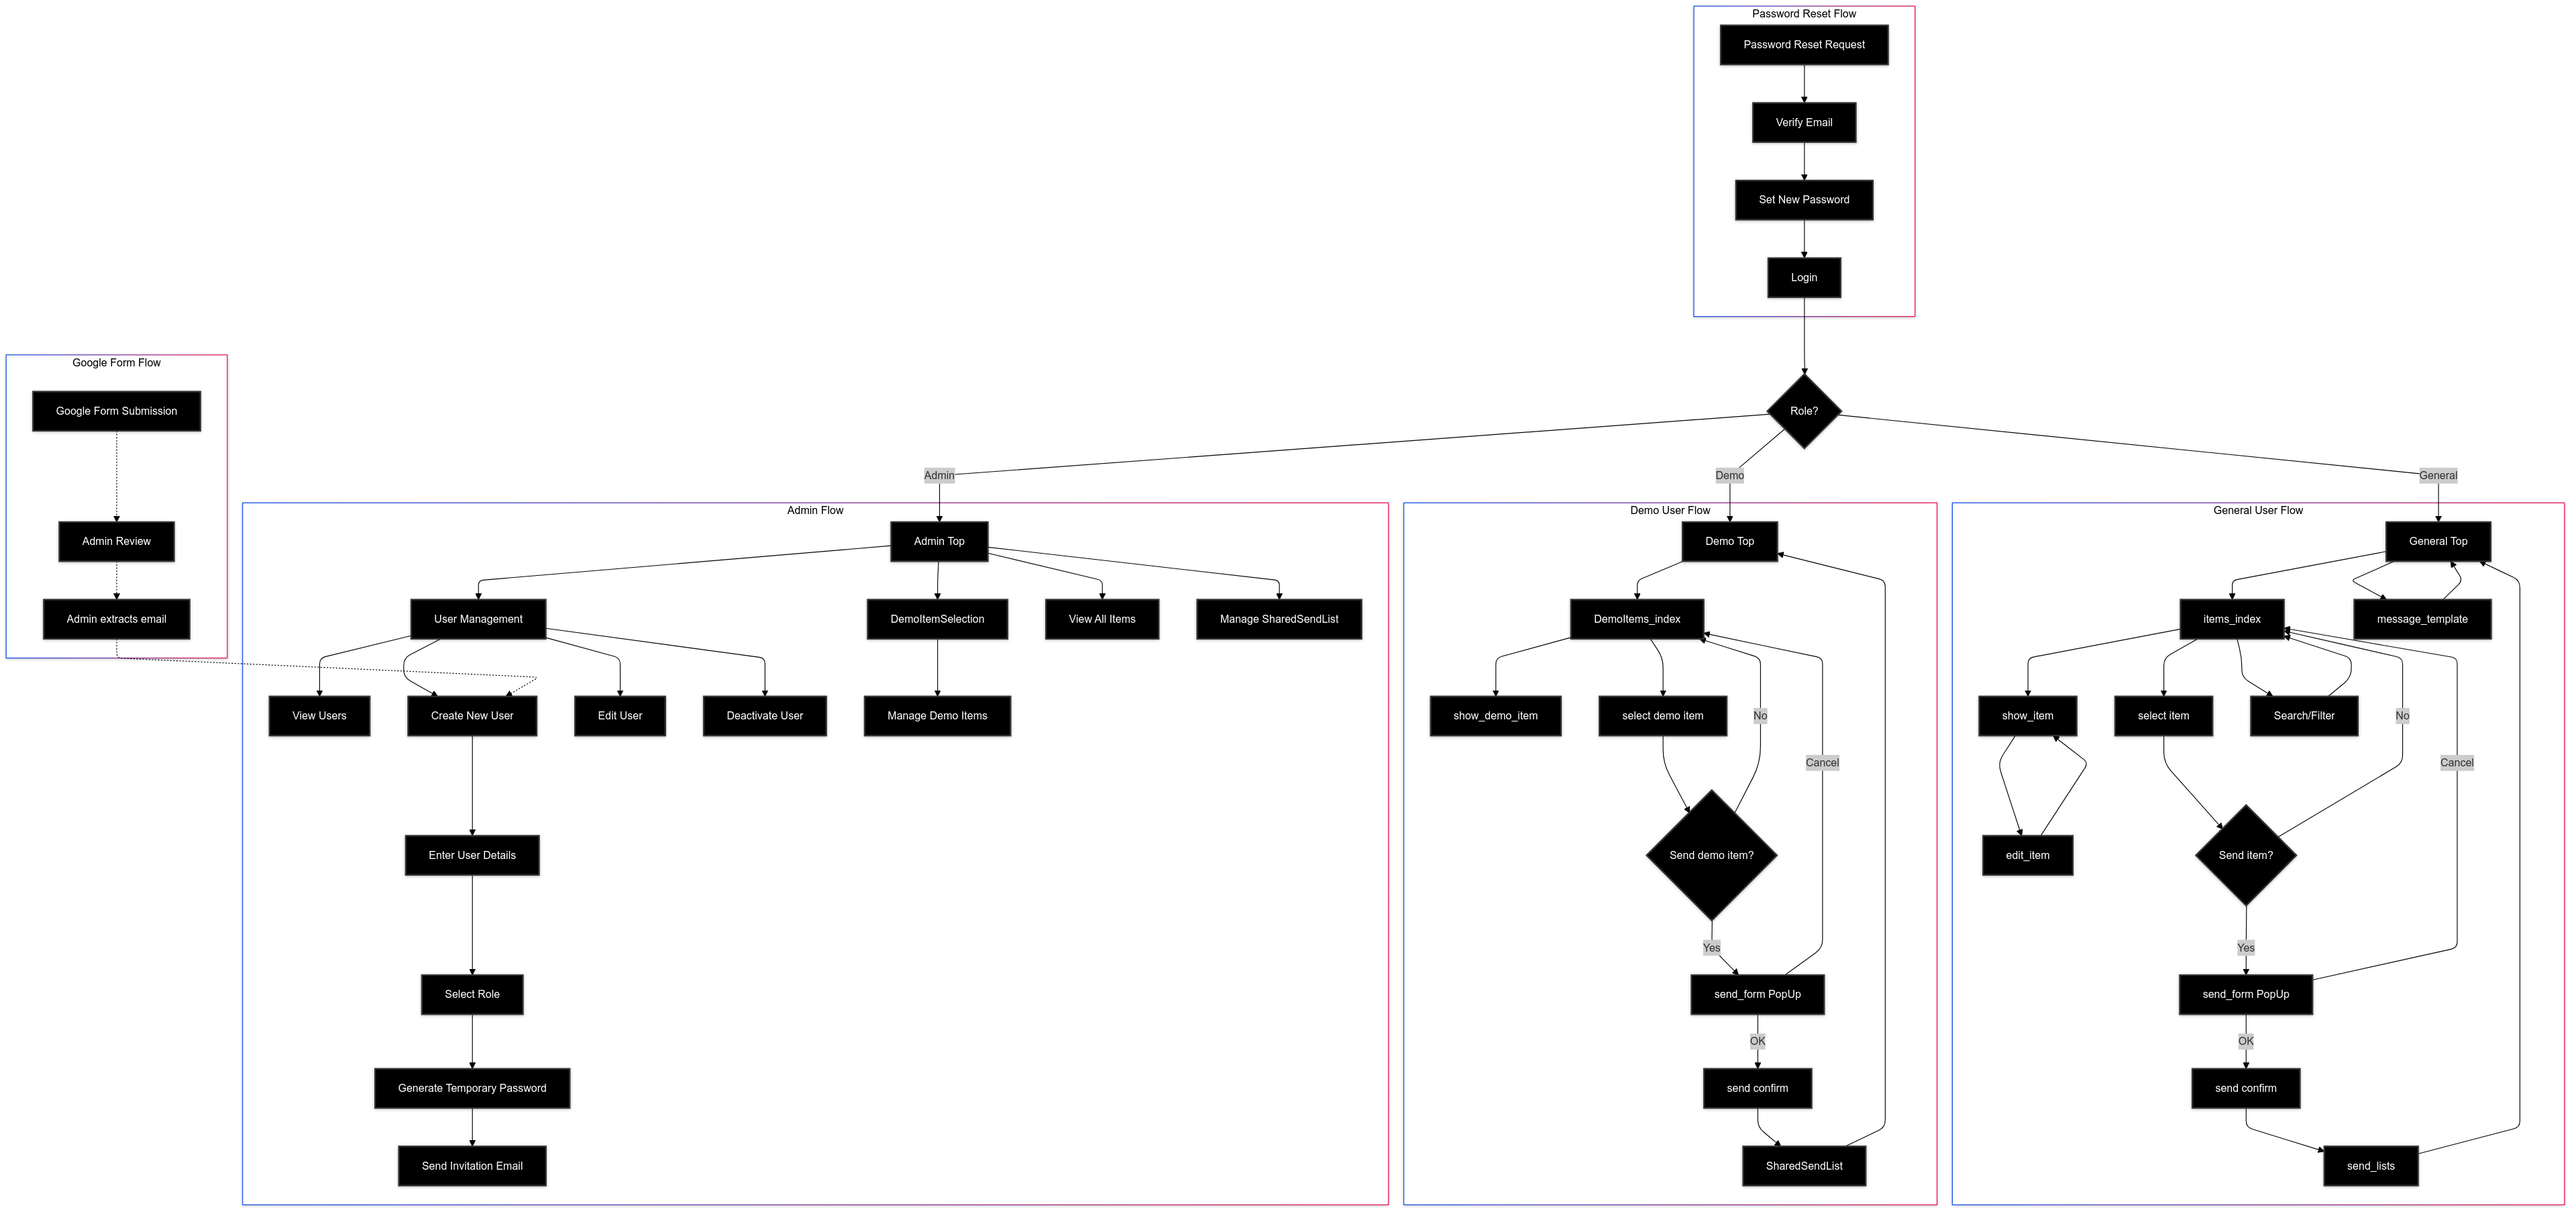 Password Reset Flow
Password Reset Request
Verify Email
Set New Password
Login
Role?
Admin
Demo
General
Google Form Flow
Google Form Submission
Admin Review
Admin extracts email
Admin Flow
Admin Top
User Management
DemoItemSelection
View All Items
Manage SharedSendList
View Users
Create New User
Edit User
Deactivate User
Manage Demo Items
Enter User Details
Select Role
Generate Temporary Password
Send Invitation Email
Demo User Flow
Demo Top
DemoItems_index
show_demo_item
select demo item
No
Cancel
Send demo item?
Yes
send_form PopUp
OK
send confirm
SharedSendList
General User Flow
General Top
items_index
message_template
show_item
select item
Search/Filter
No
Cancel
edit_item
Send item?
Yes
send_form PopUp
OK
send confirm
send_lists